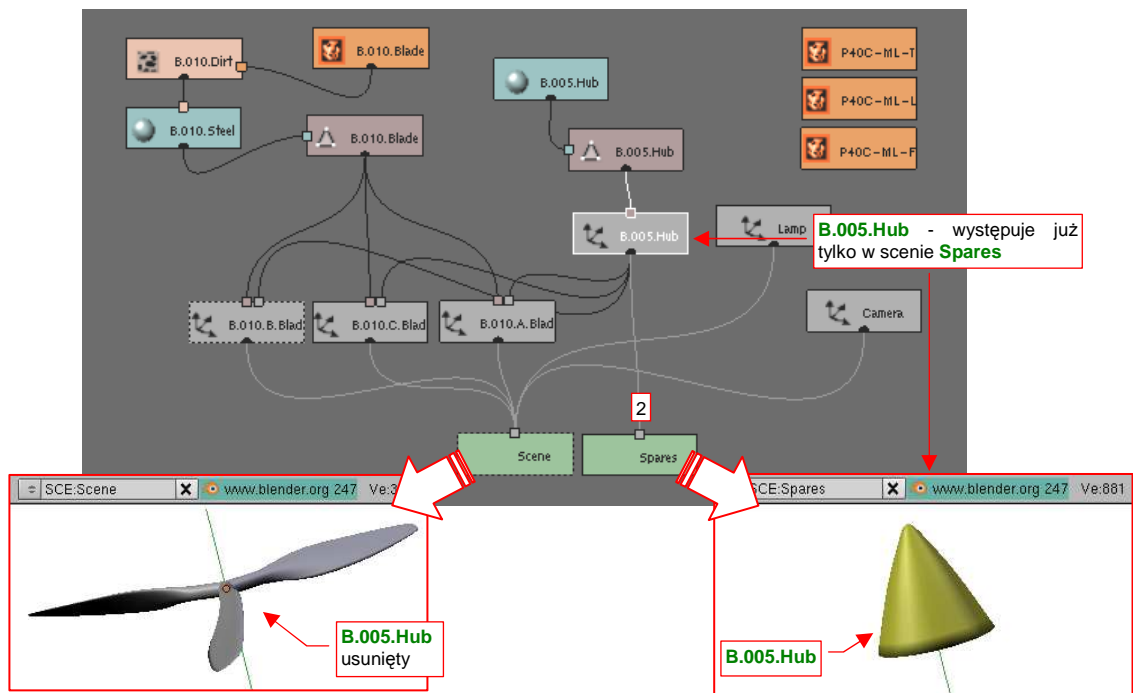 B.010.Dirt
B.010.Blade
B.005.Hub
P40C-ML-T
P40C-ML-L
P40C-ML-F
B.010.Steel
B.010.Blade
B.005.Hub
B.005.Hub
Lamp
B.005.Hub - występuje już
tylko w scenie Spares
B.010.B.Blad
B.010.C.Blad
B.010.A.Blad
Camera
2
Scene
Spares
SCE:Scene
www.blender.org 247
SCE:Spares
www.blender.org 247 Ve:881
B.005.Hub
usunięty
B.005.Hub